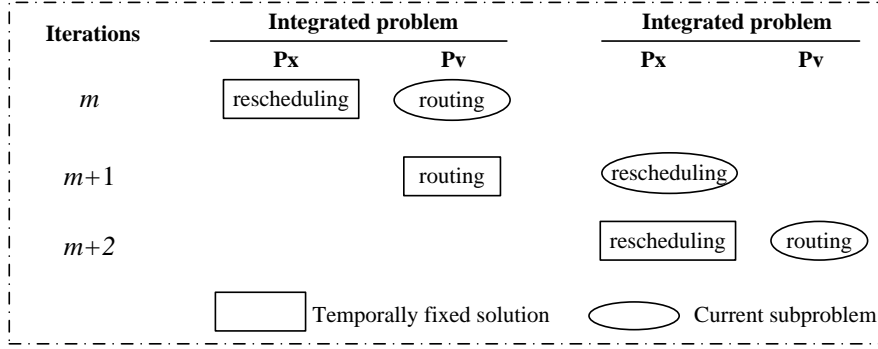 Iterations Integrated problem Integrated problem
Px Pv Px Pv
m rescheduling routing
m+1 routing rescheduling
m+2 rescheduling routing
Temporally fixed solution Current subproblem